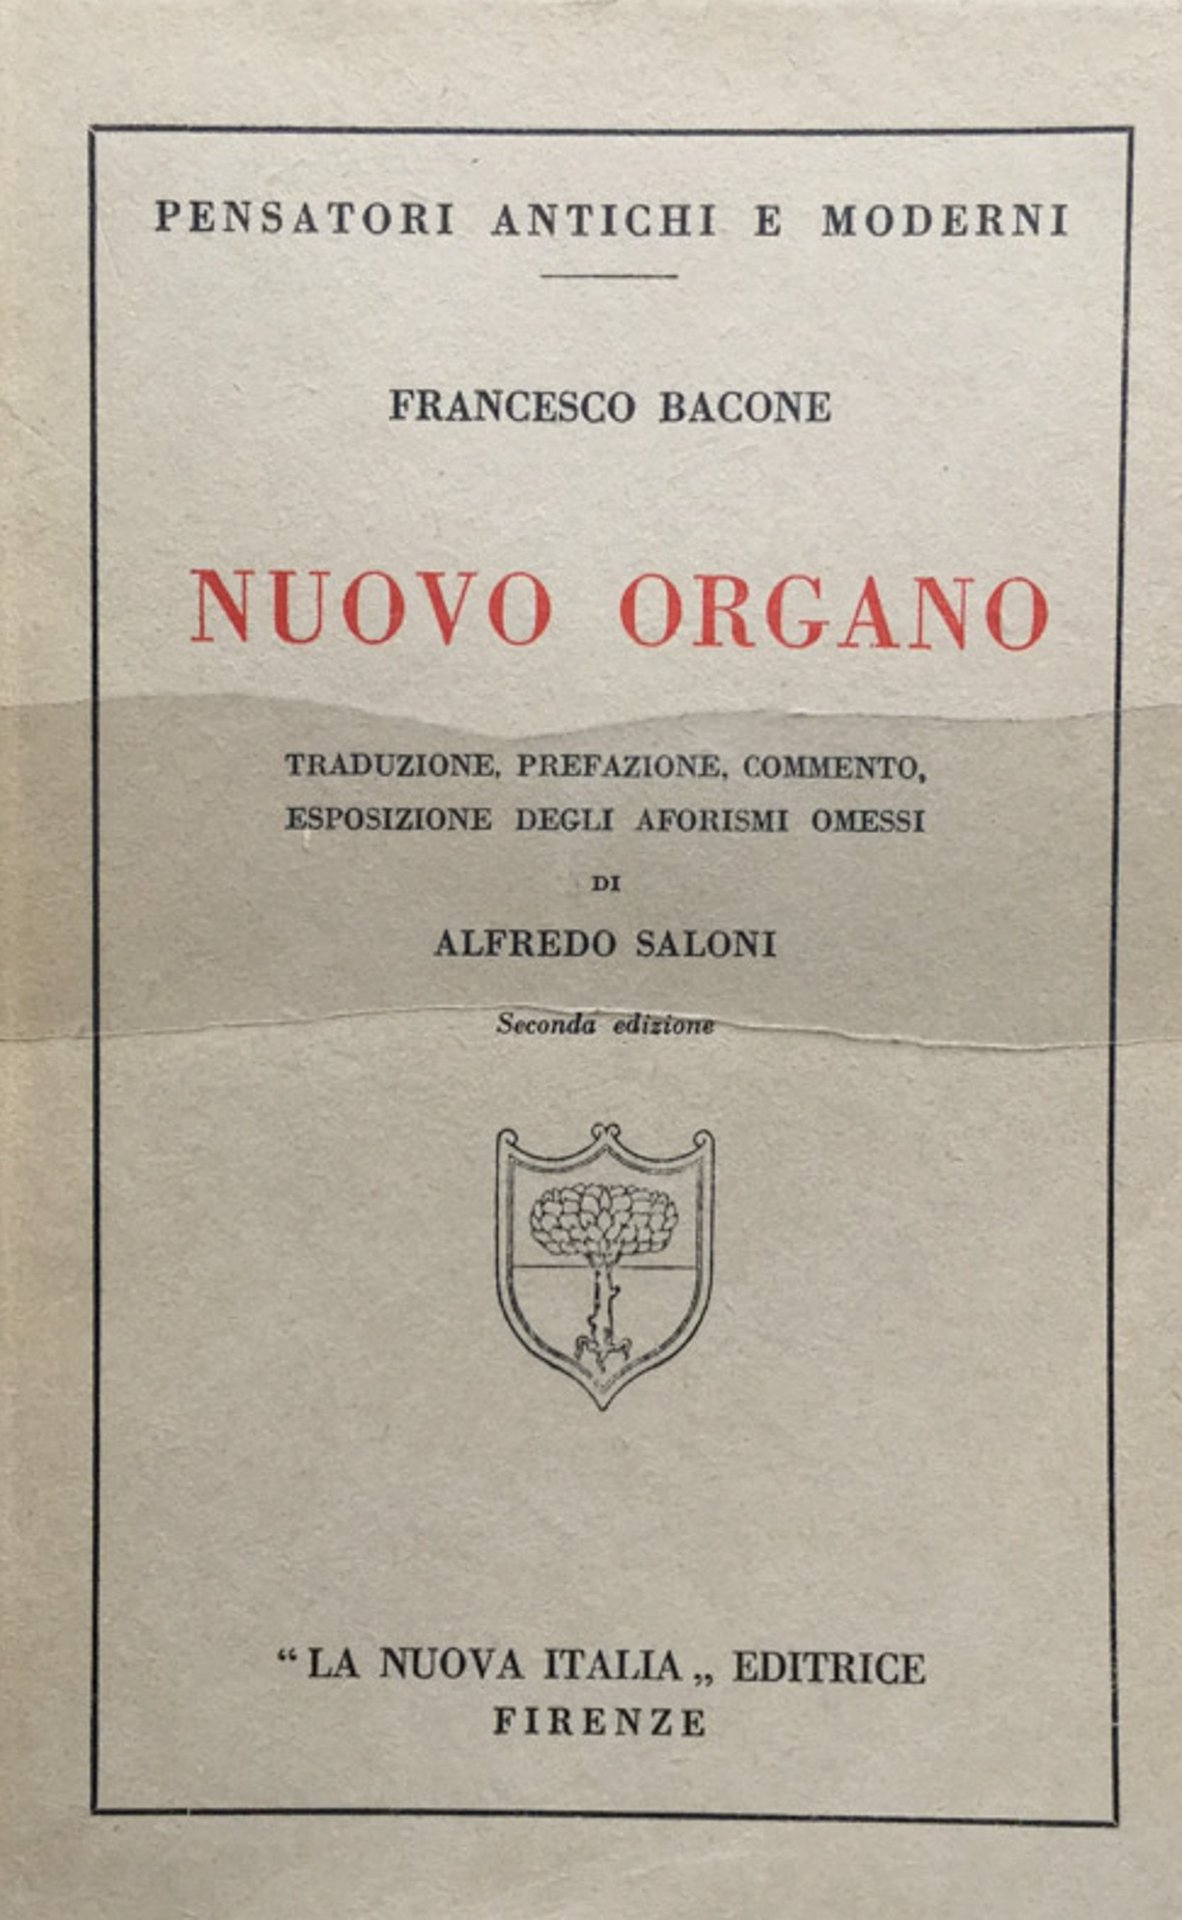 PENSATORI ANTICHI E MODERNI
FRANCESCO BACONE
NUOVO ORGANO
TRADUZIONE, PREFAZIONE, COMMENTO,
ESPOSIZIONE DEGLI AFORISMI OMESSI
DI
ALFREDO SALONI
Seconda edizione
“LA NUOVA ITALIA„ EDITRICE
FIRENZE